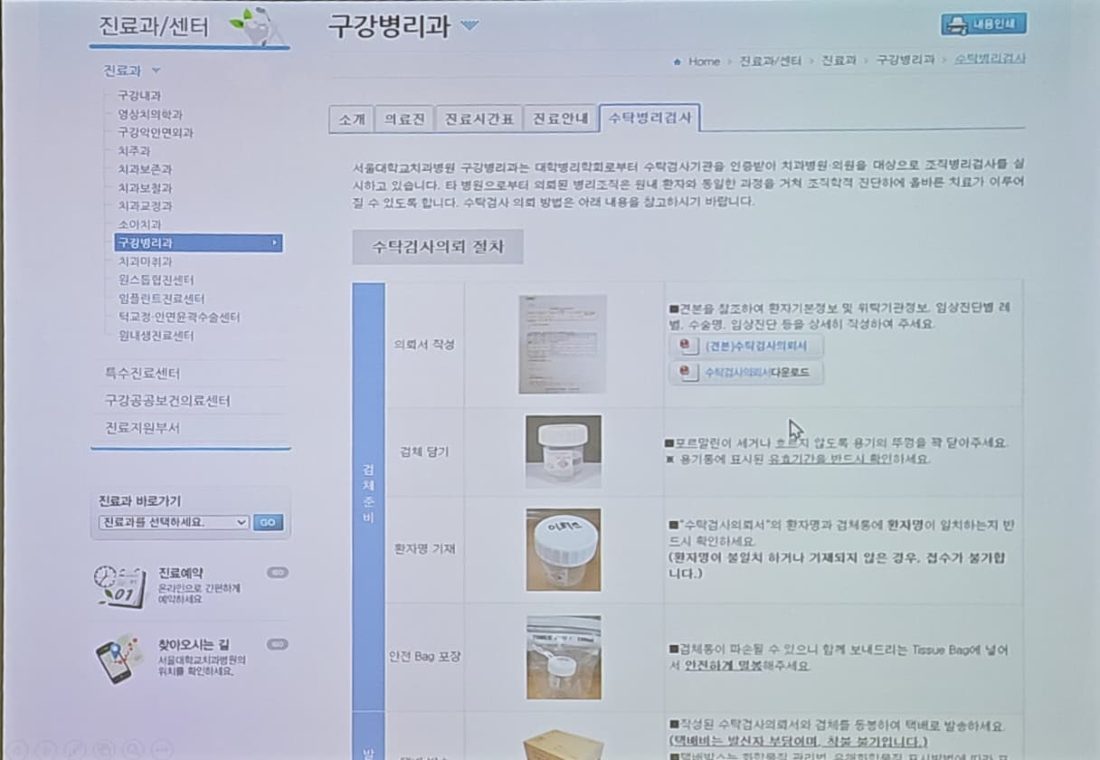 진료과/센터
구강병리과
내용인쇄
Home > 진료과/센터 > 진료과 > 구강병리과 > 수탁병리검사
진료과
구강내과
영상치의학과
구강악안면외과
치주과
치과보존과
치과보철과
치과교정과
소아치과
구강병리과
치과마취과
원스톱협진센터
임플란트진료센터
턱교정·안면윤곽수술센터
원내생진료센터
특수진료센터
구강공공보건의료센터
진료지원부서
진료과 바로가기
진료과를 선택하세요.
GO
진료예약
GO
온라인으로 간편하게
예약하세요
01
찾아오시는 길
GO
서울대학교치과병원의
위치를 확인하세요.
소개
의료진
진료시간표
진료안내
수탁병리검사
서울대학교치과병원 구강병리과는 대학병리학회로부터 수탁검사기관을 인증받아 치과병원·의원을 대상으로 조직병리검사를 실
시하고 있습니다. 타 병원으로부터 의뢰된 병리조직은 원내 환자와 동일한 과정을 거쳐 조직학적 진단하에 올바른 치료가 이루어
질 수 있도록 합니다. 수탁검사 의뢰 방법은 아래 내용을 참고하시기 바랍니다.
수탁검사의뢰 절차
검체준비
의뢰서 작성
■견본을 참조하여 환자기본정보 및 위탁기관정보, 임상진단별 레
벨, 수술명, 임상진단 등을 상세히 작성하여 주세요.
(견본)수탁검사의뢰서
수탁검사의뢰서다운로드
검체 담기
■포르말린이 세거나 흐르지 않도록 용기의 뚜껑을 꽉 닫아주세요.
※ 용기통에 표시된 유효기간을 반드시 확인하세요.
환자명 기재
■"수탁검사의뢰서"의 환자명과 검체통에 환자명이 일치하는지 반
드시 확인하세요.
(환자명이 불일치 하거나 기재되지 않은 경우, 접수가 불가합
니다.)
안전 Bag 포장
■검체통이 파손될 수 있으니 함께 보내드리는 Tissue Bag에 넣어
서 안전하게 밀봉해주세요.
■작성된 수탁검사의뢰서와 검체를 동봉하여 택배로 발송하세요.
(택배비는 발신자 부담이며, 착불 불가입니다.)